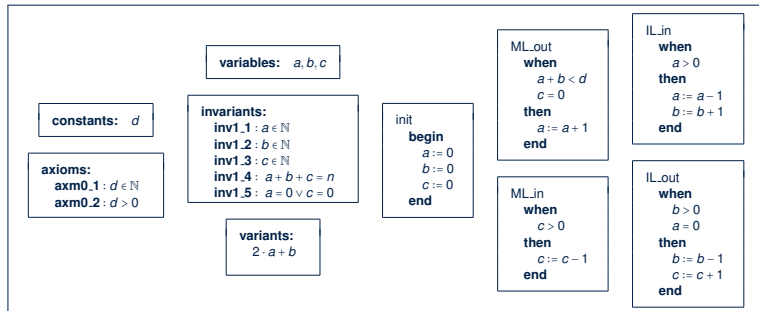 constants: d
axioms:
axm0_1 : d ∈ ℕ
axm0_2 : d > 0
variables: a, b, c
invariants:
inv1_1 : a ∈ ℕ
inv1_2 : b ∈ ℕ
inv1_3 : c ∈ ℕ
inv1_4 : a + b + c = n
inv1_5 : a = 0 ∨ c = 0
variants:
2 · a + b
init
begin
a := 0
b := 0
c := 0
end
ML_out
when
a + b < d
c = 0
then
a := a + 1
end
ML_in
when
c > 0
then
c := c − 1
end
IL_in
when
a > 0
then
a := a − 1
b := b + 1
end
IL_out
when
b > 0
a = 0
then
b := b − 1
c := c + 1
end